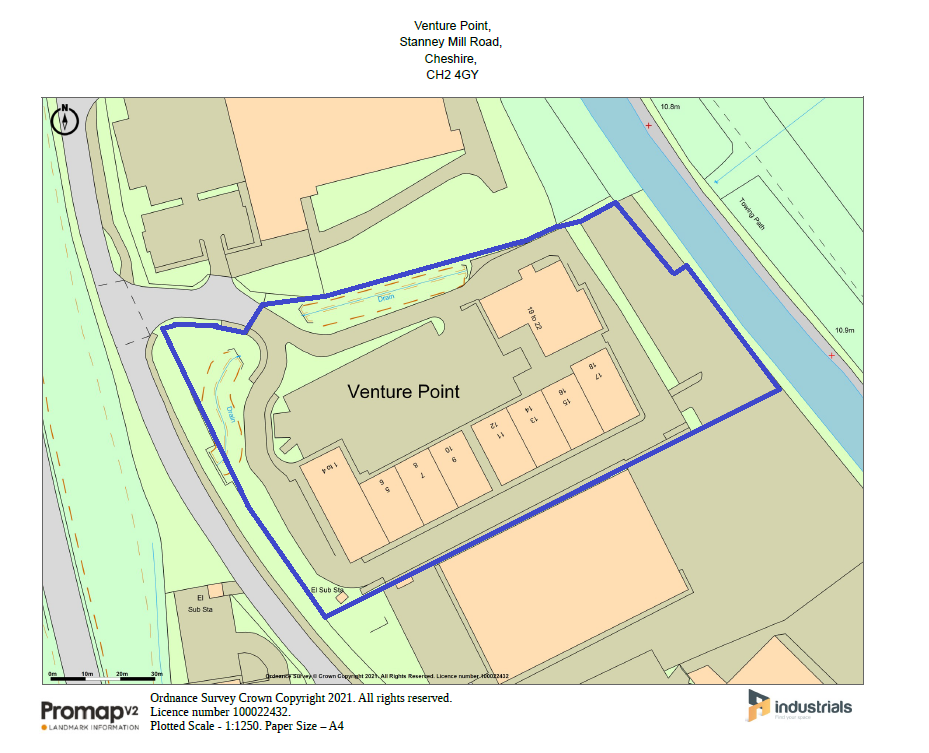 Venture Point,
Stanney Mill Road,
Cheshire,
CH2 4GY
N
10.8m
Towing Path
Drain
19 to 22
10.9m
Venture Point
18
17
16
15
14
13
12
11
10
9
8
7
6
5
1 to 4
Drain
El Sub Sta
El
Sub Sta
0m 10m 20m 30m
Ordnance Survey © Crown Copyright 2021. All Rights Reserved. Licence number 100022432
PromapV2
LANDMARK INFORMATION
Ordnance Survey Crown Copyright 2021. All rights reserved.
Licence number 100022432.
Plotted Scale - 1:1250. Paper Size – A4
industrials
Find your space